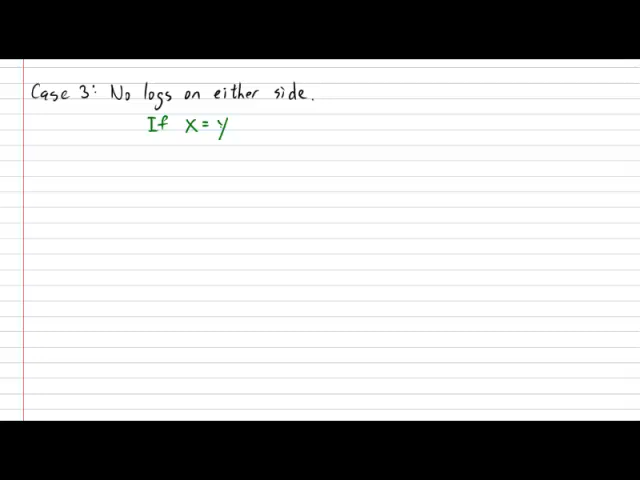 Case 3: No logs on either side.
If x = y